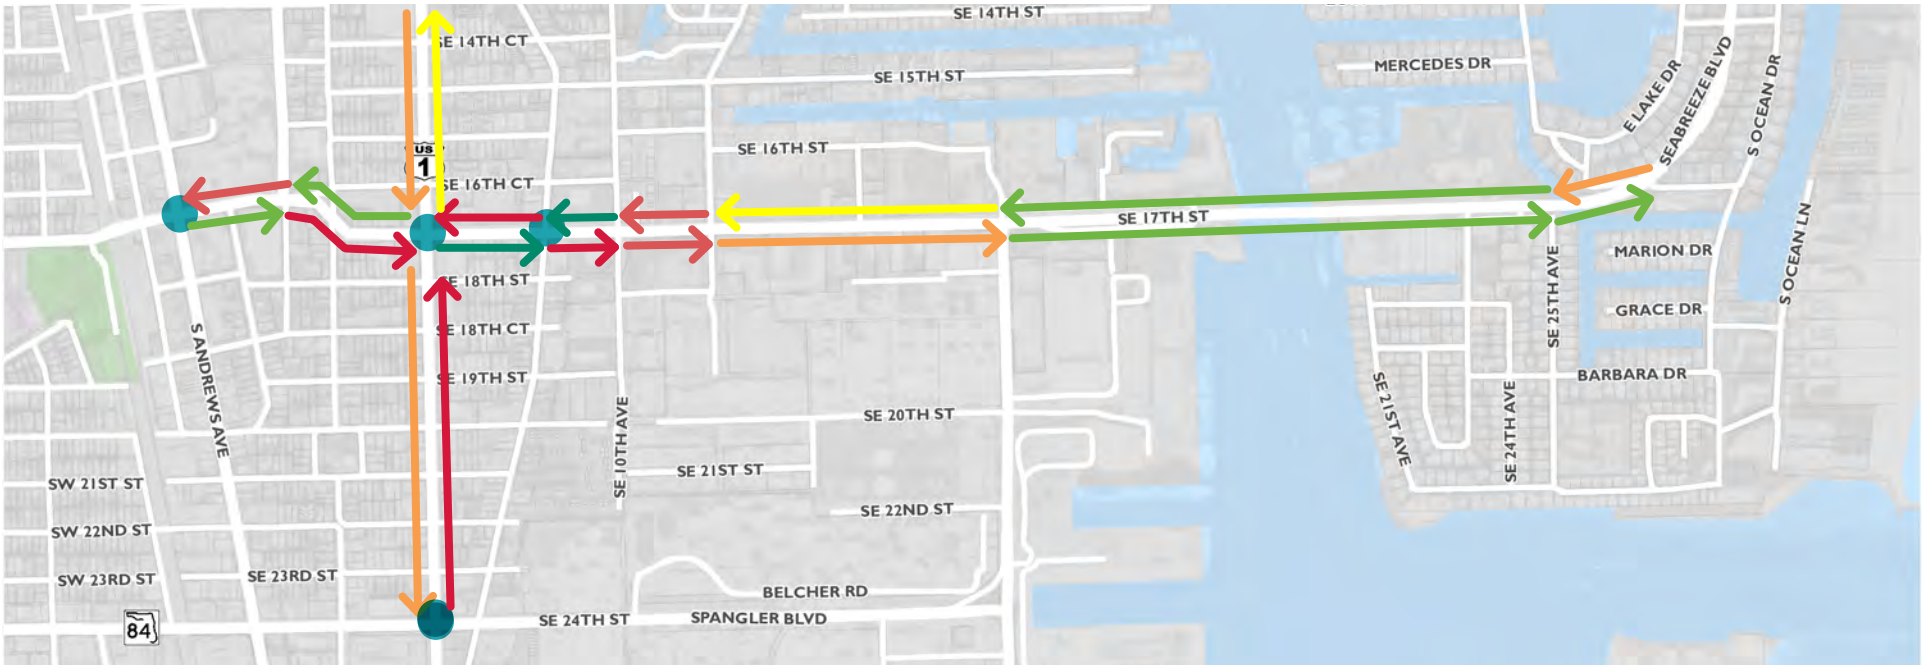 SE 14TH ST
SE 14TH CT
MERCEDES DR
SE 15TH ST
E LAKE DR
SEABREEZE BLVD
S OCEAN DR
US
1
SE 16TH ST
SE 16TH CT
SE 17TH ST
S OCEAN LN
MARION DR
SE 18TH ST
SE 25TH AVE
GRACE DR
SE 18TH CT
S ANDREWS AVE
SE 19TH ST
BARBARA DR
SE 21ST AVE
SE 24TH AVE
SE 10TH AVE
SE 20TH ST
SE 21ST ST
SW 21ST ST
SE 22ND ST
SW 22ND ST
SW 23RD ST
SE 23RD ST
BELCHER RD
84
SE 24TH ST
SPANGLER BLVD